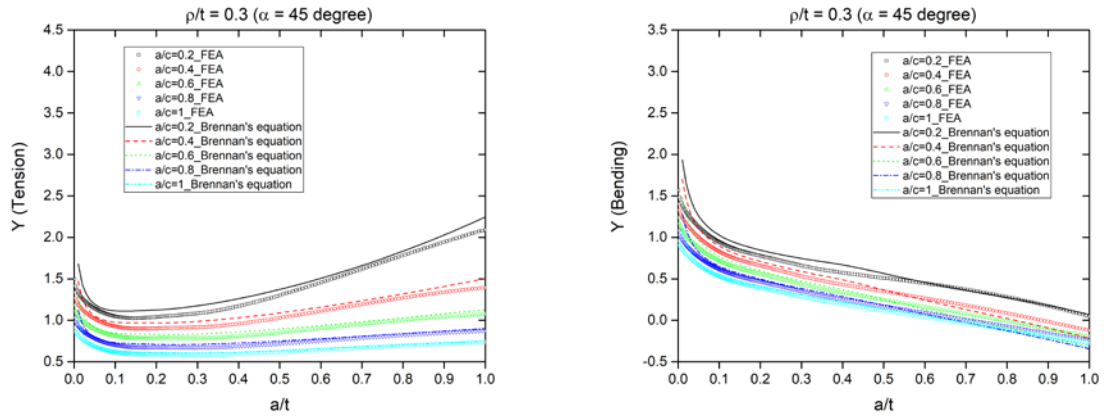 ρ/t = 0.3 (α = 45 degree)
4.5
4.0
3.5
3.0
2.5
2.0
1.5
1.0
0.5
Y (Tension)
a/c=0.2_FEA
a/c=0.4_FEA
a/c=0.6_FEA
a/c=0.8_FEA
a/c=1_FEA
a/c=0.2_Brennan's equation
a/c=0.4_Brennan's equation
a/c=0.6_Brennan's equation
a/c=0.8_Brennan's equation
a/c=1_Brennan's equation
0.0 0.1 0.2 0.3 0.4 0.5 0.6 0.7 0.8 0.9 1.0
a/t
ρ/t = 0.3 (α = 45 degree)
3.5
3.0
2.5
2.0
1.5
1.0
0.5
0.0
-0.5
Y (Bending)
a/c=0.2_FEA
a/c=0.4_FEA
a/c=0.6_FEA
a/c=0.8_FEA
a/c=1_FEA
a/c=0.2_Brennan's equation
a/c=0.4_Brennan's equation
a/c=0.6_Brennan's equation
a/c=0.8_Brennan's equation
a/c=1_Brennan's equation
0.0 0.1 0.2 0.3 0.4 0.5 0.6 0.7 0.8 0.9 1.0
a/t